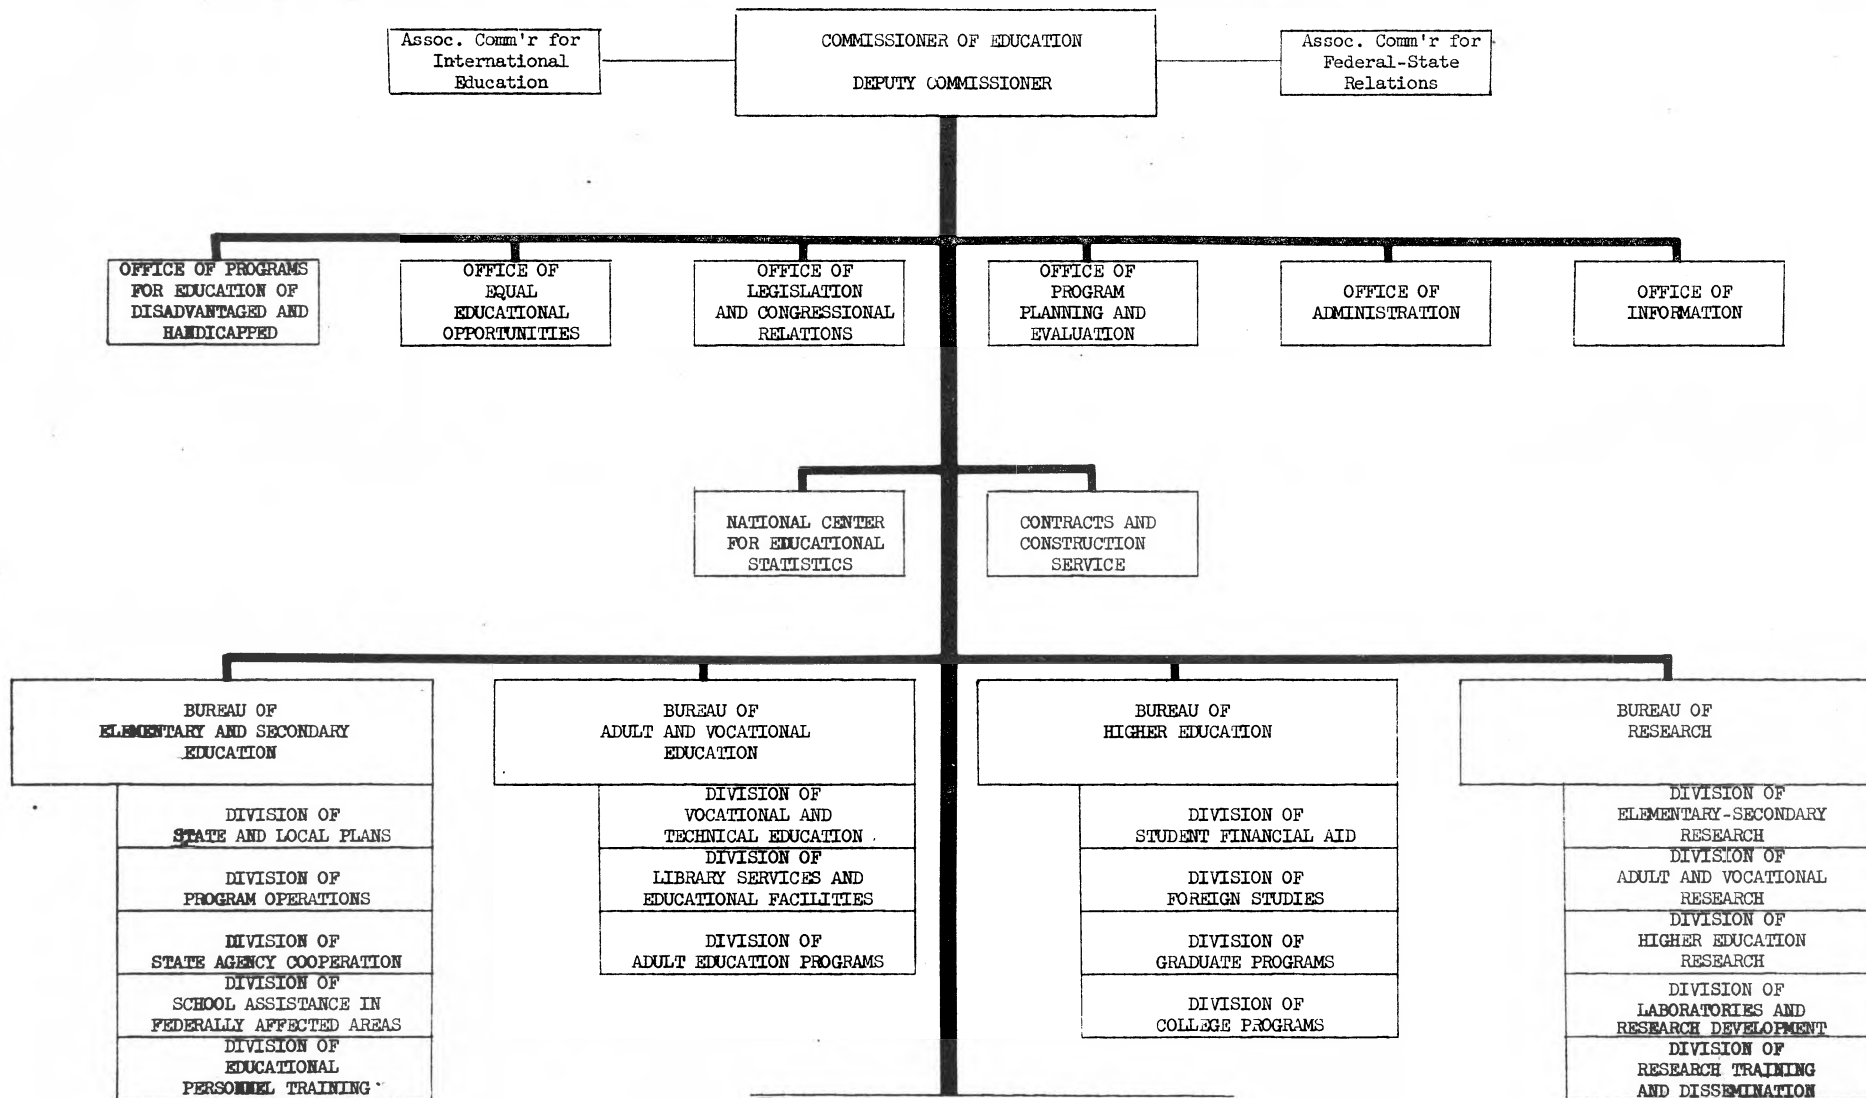 Assoc. Comm'r for
International
Education
COMMISSIONER OF EDUCATION
DEPUTY COMMISSIONER
Assoc. Comm'r for
Federal-State
Relations
OFFICE OF PROGRAMS
FOR EDUCATION OF
DISADVANTAGED AND
HANDICAPPED
OFFICE OF
EQUAL
EDUCATIONAL
OPPORTUNITIES
OFFICE OF
LEGISLATION
AND CONGRESSIONAL
RELATIONS
OFFICE OF
PROGRAM
PLANNING AND
EVALUATION
OFFICE OF
ADMINISTRATION
OFFICE OF
INFORMATION
NATIONAL CENTER
FOR EDUCATIONAL
STATISTICS
CONTRACTS AND
CONSTRUCTION
SERVICE
BUREAU OF
ELEMENTARY AND SECONDARY
EDUCATION
DIVISION OF
STATE AND LOCAL PLANS
DIVISION OF
PROGRAM OPERATIONS
DIVISION OF
STATE AGENCY COOPERATION
DIVISION OF
SCHOOL ASSISTANCE IN
FEDERALLY AFFECTED AREAS
DIVISION OF
EDUCATIONAL
PERSONNEL TRAINING
BUREAU OF
ADULT AND VOCATIONAL
EDUCATION
DIVISION OF
VOCATIONAL AND
TECHNICAL EDUCATION
DIVISION OF
LIBRARY SERVICES AND
EDUCATIONAL FACILITIES
DIVISION OF
ADULT EDUCATION PROGRAMS
BUREAU OF
HIGHER EDUCATION
DIVISION OF
STUDENT FINANCIAL AID
DIVISION OF
FOREIGN STUDIES
DIVISION OF
GRADUATE PROGRAMS
DIVISION OF
COLLEGE PROGRAMS
BUREAU OF
RESEARCH
DIVISION OF
ELEMENTARY-SECONDARY
RESEARCH
DIVISION OF
ADULT AND VOCATIONAL
RESEARCH
DIVISION OF
HIGHER EDUCATION
RESEARCH
DIVISION OF
LABORATORIES AND
RESEARCH DEVELOPMENT
DIVISION OF
RESEARCH TRAINING
AND DISSEMINATION